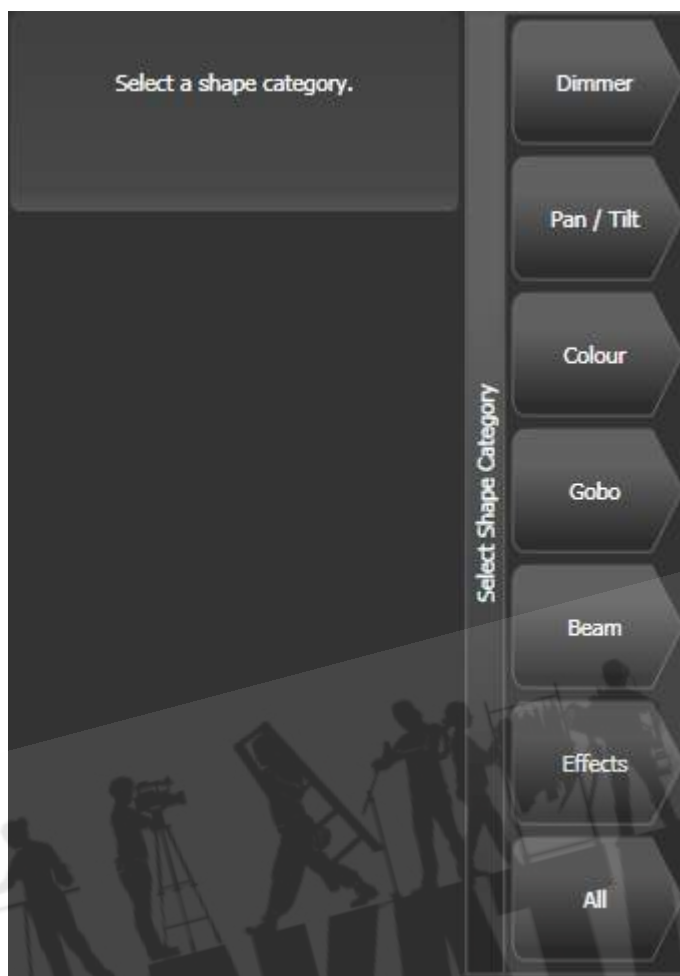 Select a shape category.
Select Shape Category
Dimmer
Pan / Tilt
Colour
Gobo
Beam
Effects
All